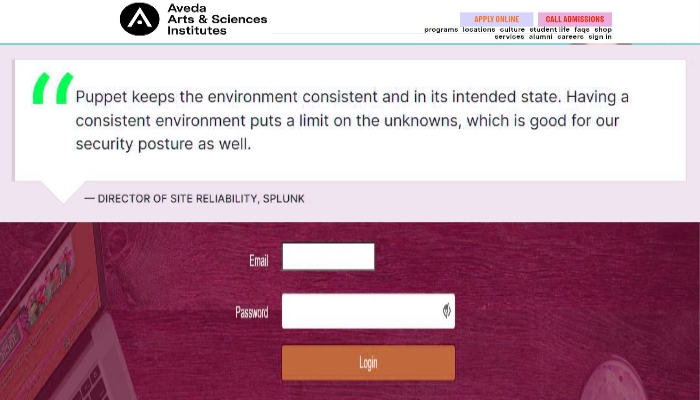 Aveda
Arts & Sciences
Institutes
APPLY ONLINE CALL ADMISSIONS
programs locations culture student life faqs shop
services alumni careers sign in
“Puppet keeps the environment consistent and in its intended state. Having a
consistent environment puts a limit on the unknowns, which is good for our
security posture as well.
— DIRECTOR OF SITE RELIABILITY, SPLUNK
Email
Password
Login